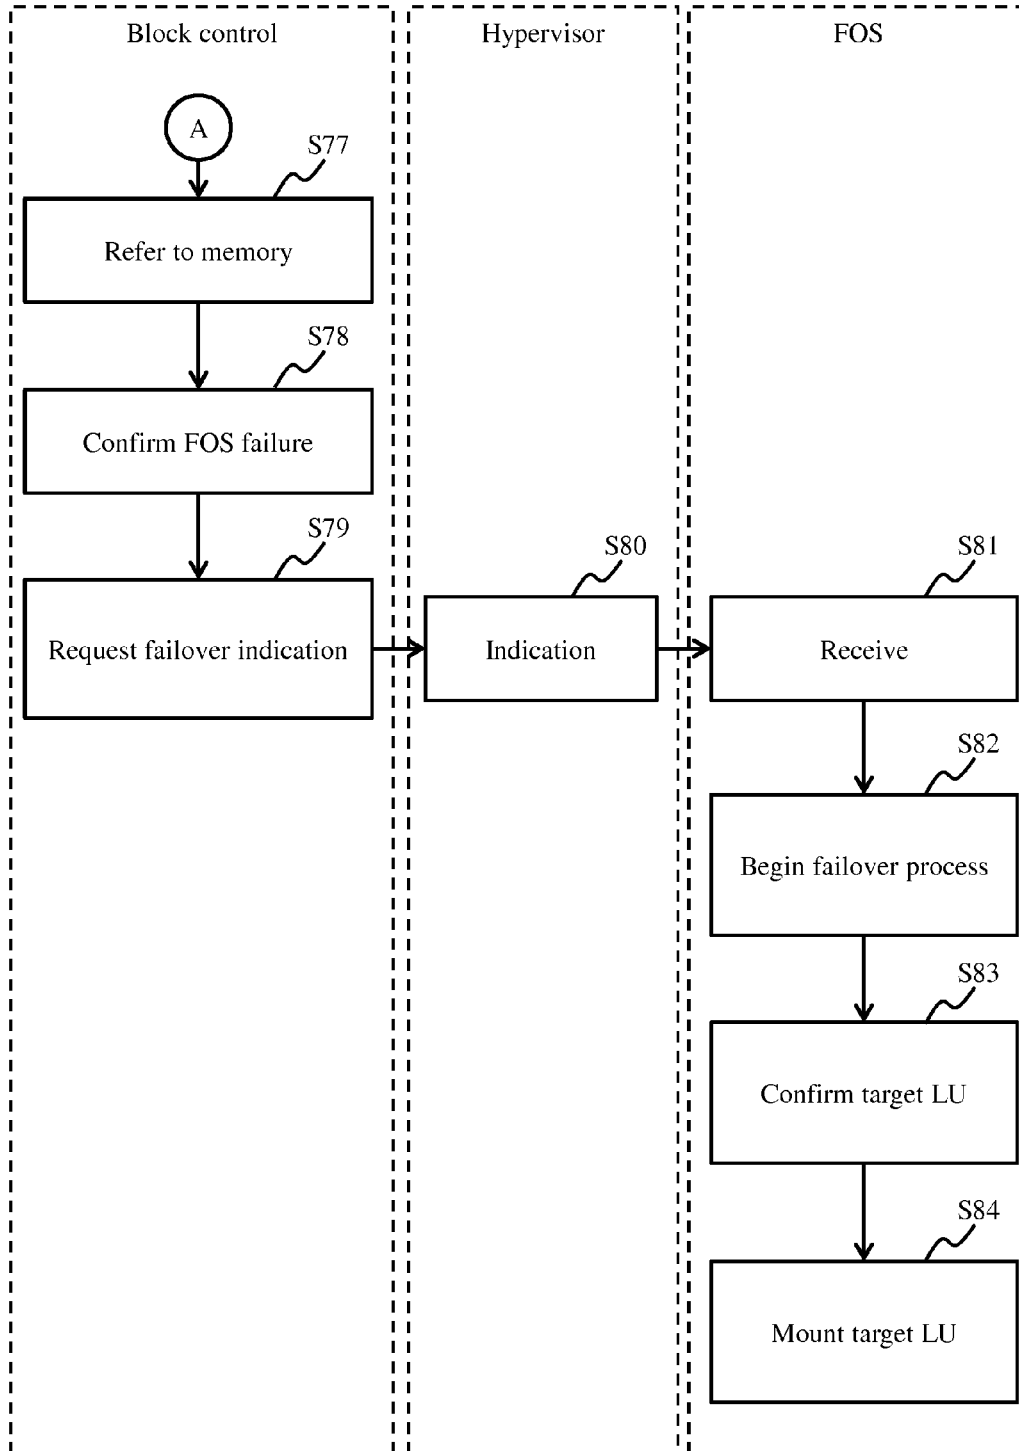 Block control
Hypervisor
FOS
A
S77
Refer to memory
S78
Confirm FOS failure
S79
Request failover indication
S80
Indication
S81
Receive
S82
Begin failover process
S83
Confirm target LU
S84
Mount target LU